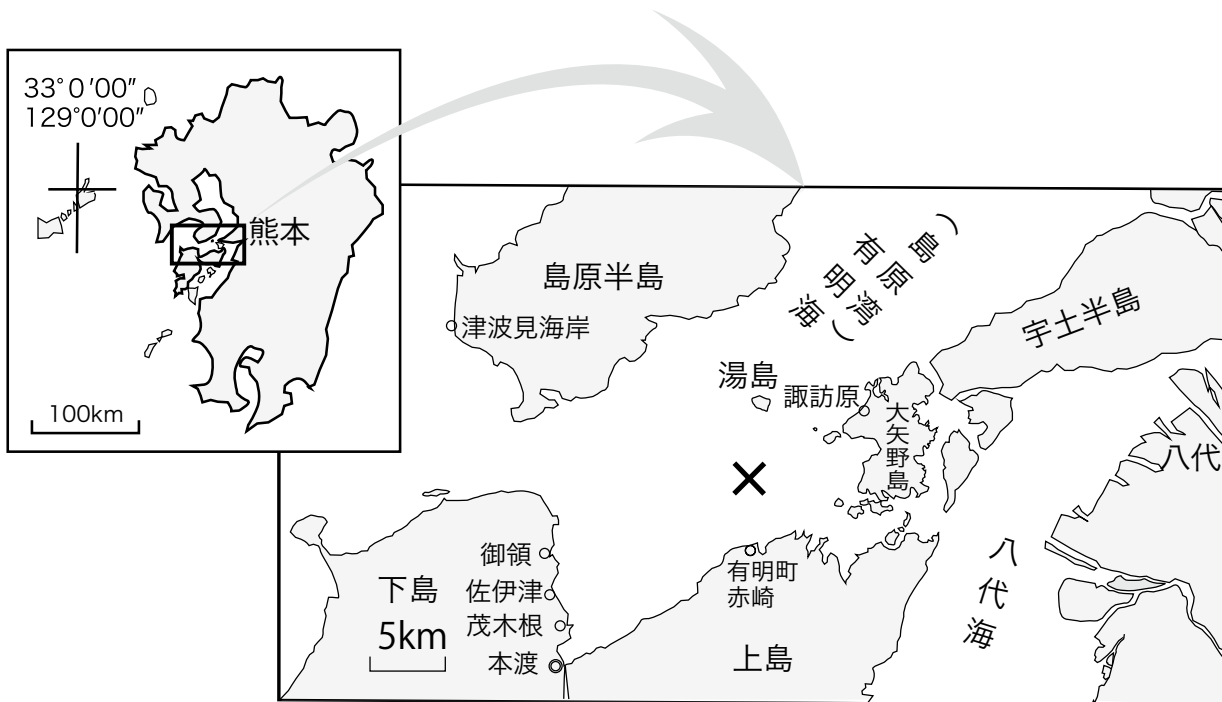 33°0′00″
129°0′00″
熊本
100km
島原半島
津波見海岸
有明海
(島原湾)
宇土半島
湯島
諏訪原
大矢野島
八代
御領
佐伊津
茂木根
本渡
下島
5km
有明町
赤崎
上島
八代海